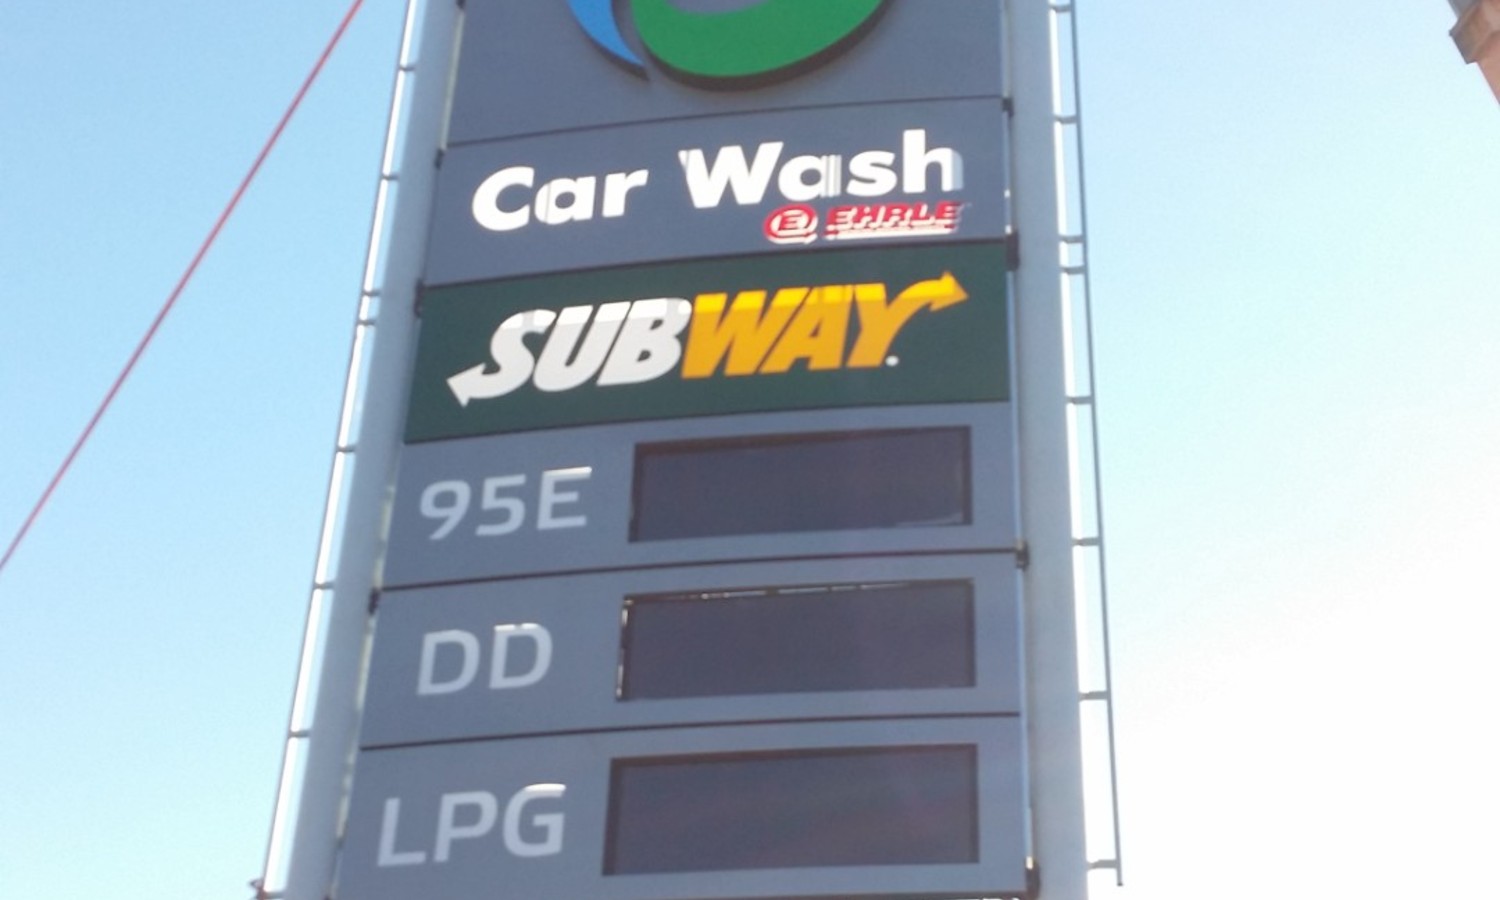 Car Wash
E EHRLE
SUBWAY
95E
DD
LPG